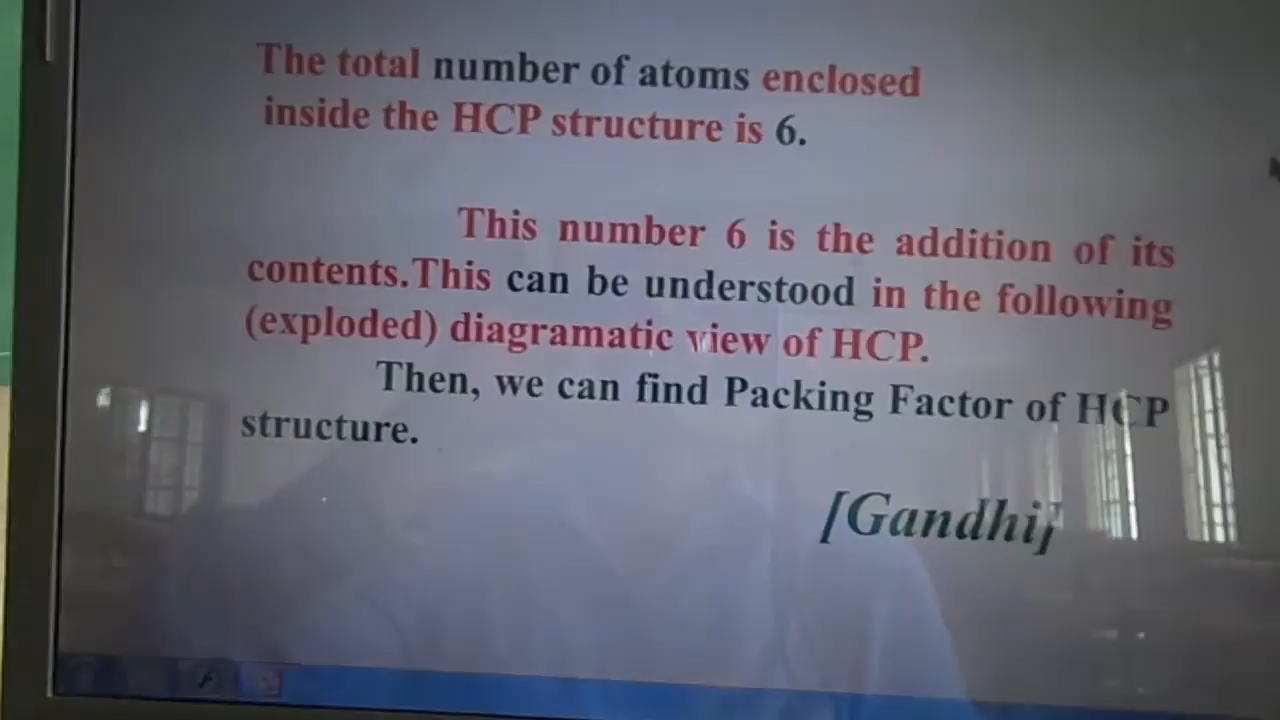 The total number of atoms enclosed
inside the HCP structure is 6.
This number 6 is the addition of its
contents.This can be understood in the following
(exploded) diagramatic view of HCP.
Then, we can find Packing Factor of HCP
structure.
[Gandhi]